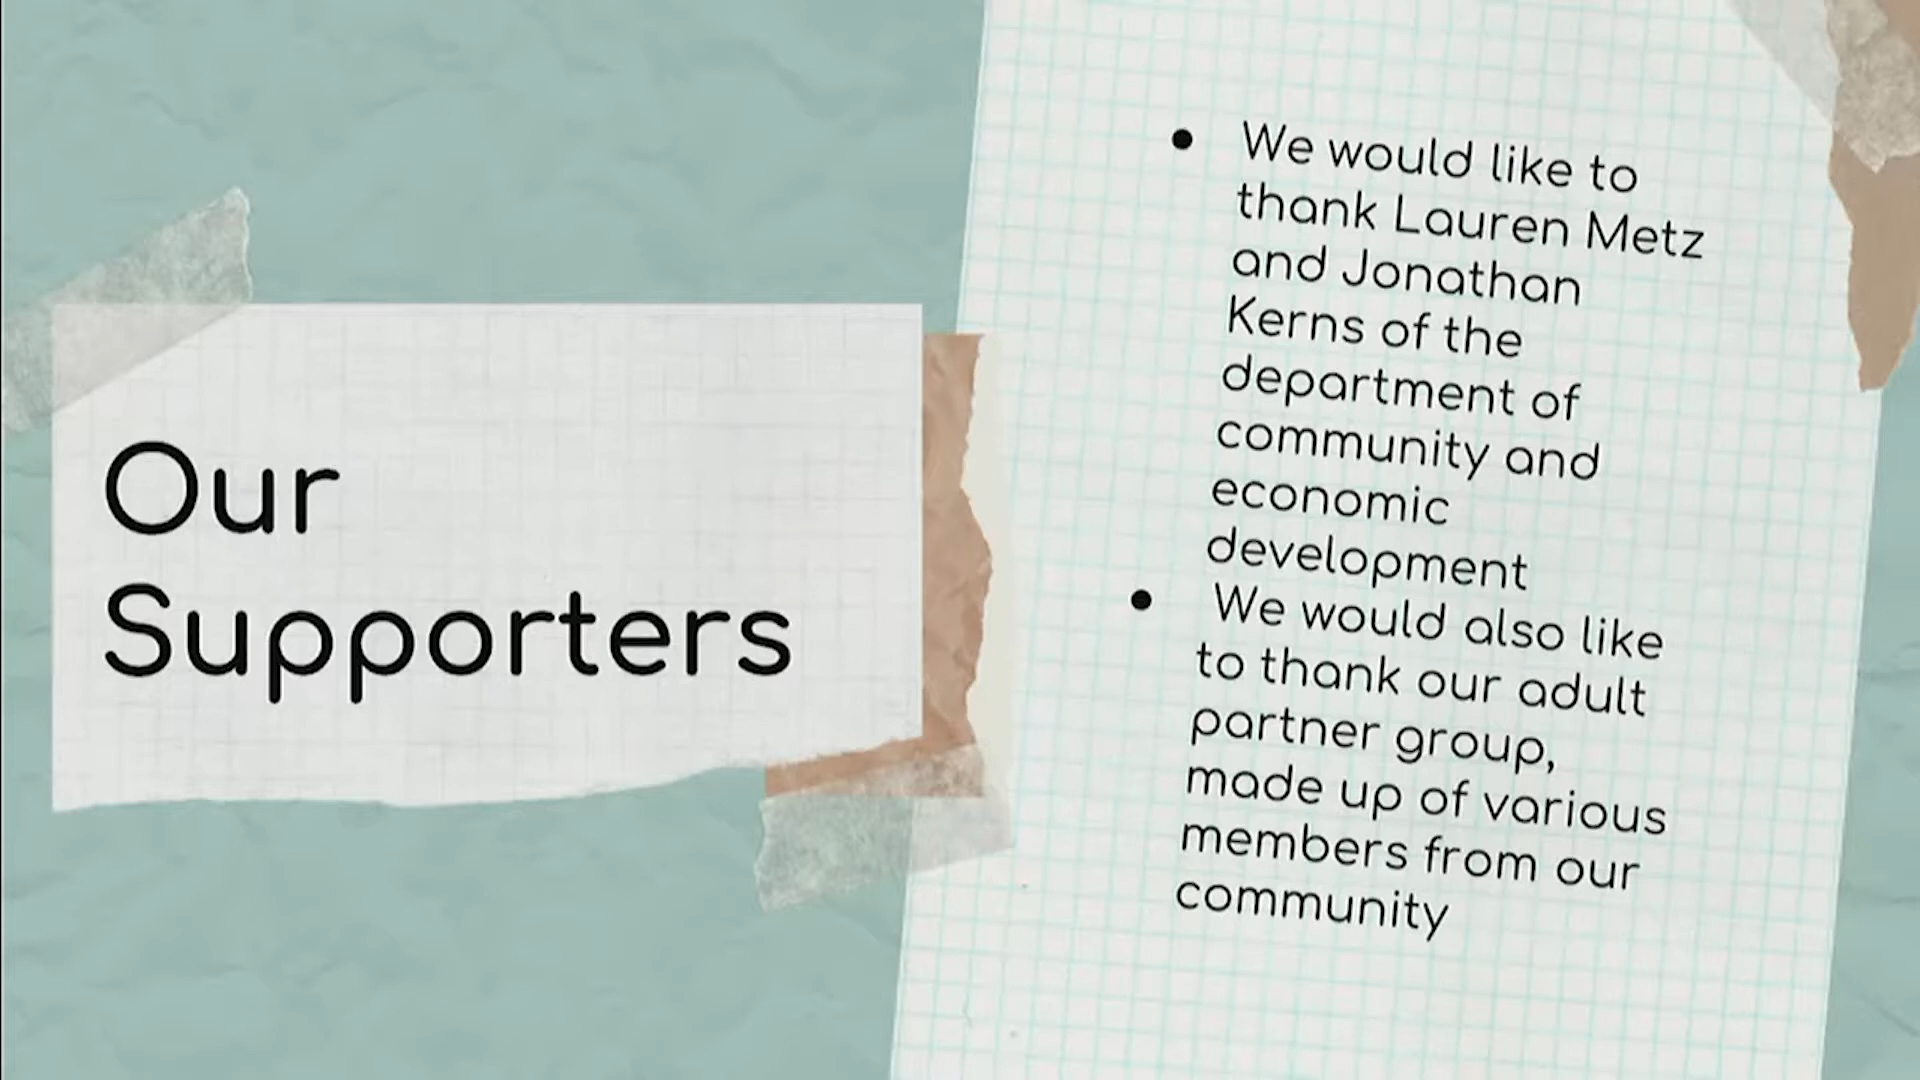 Our
Supporters
• We would like to
thank Lauren Metz
and Jonathan
Kerns of the
department of
community and
economic
development
• We would also like
to thank our adult
partner group,
made up of various
members from our
community